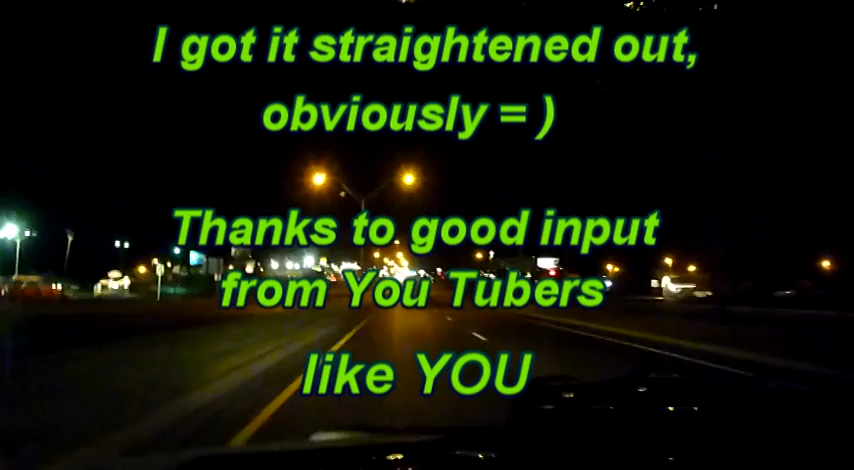 I got it straightened out,
obviously = )
Thanks to good input
from You Tubers
like YOU